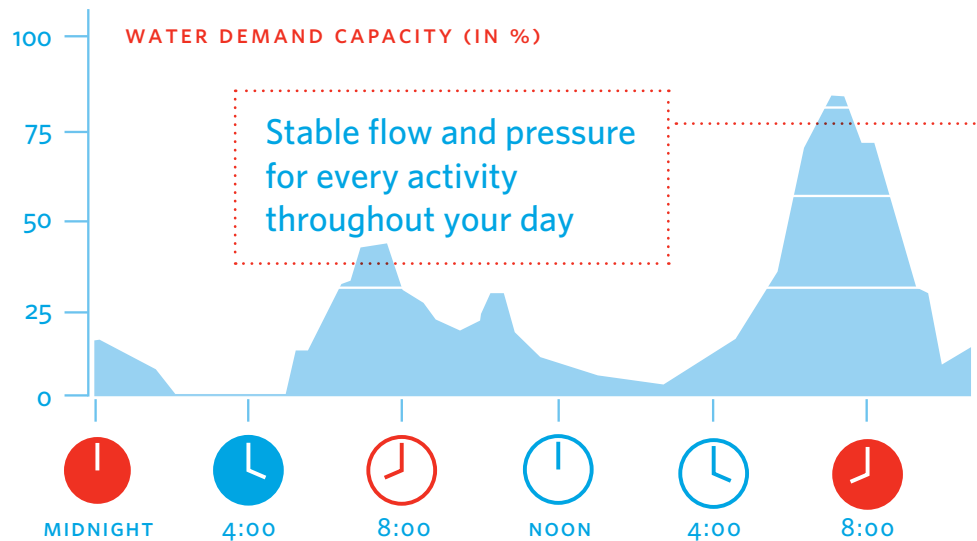 100
WATER DEMAND CAPACITY (IN %)
Stable flow and pressure
for every activity
throughout your day
75
50
25
0
MIDNIGHT
4:00
8:00
NOON
4:00
8:00